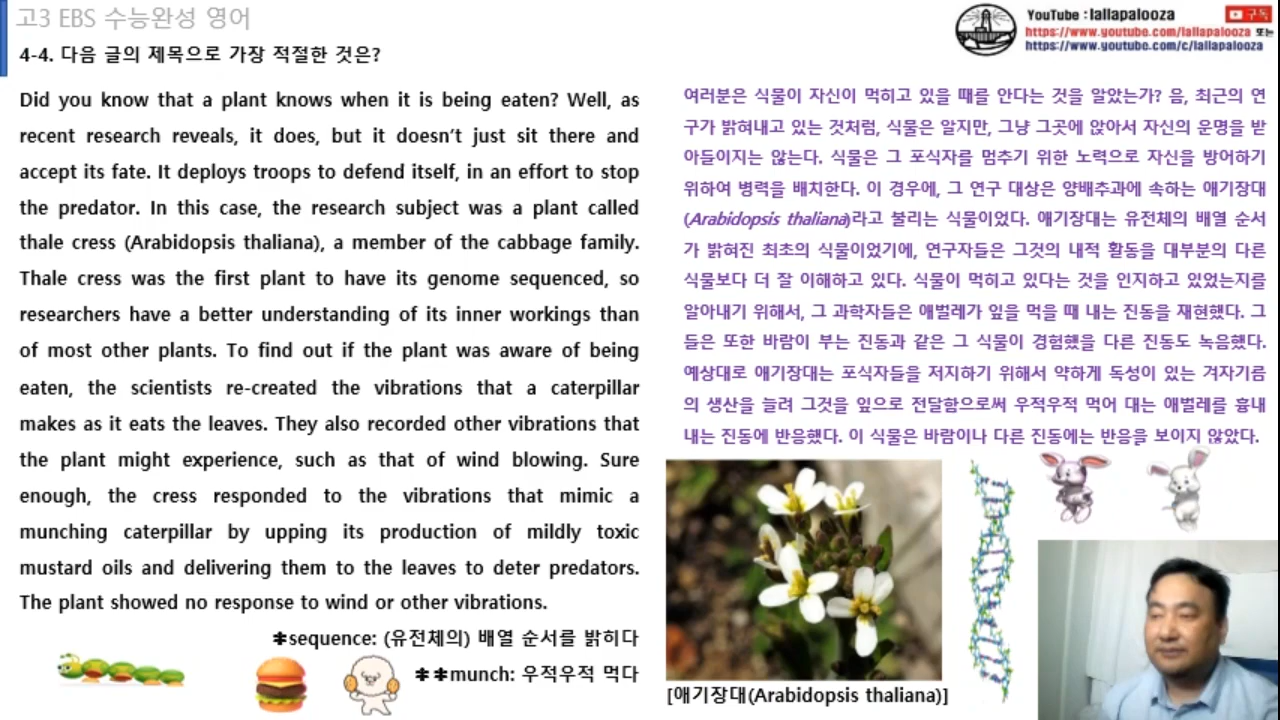 고3 EBS 수능완성 영어
4-4. 다음 글의 제목으로 가장 적절한 것은?
Did you know that a plant knows when it is being eaten? Well, as
recent research reveals, it does, but it doesn't just sit there and
accept its fate. It deploys troops to defend itself, in an effort to stop
the predator. In this case, the research subject was a plant called
thale cress (Arabidopsis thaliana), a member of the cabbage family.
Thale cress was the first plant to have its genome sequenced, so
researchers have a better understanding of its inner workings than
of most other plants. To find out if the plant was aware of being
eaten, the scientists re-created the vibrations that a caterpillar
makes as it eats the leaves. They also recorded other vibrations that
the plant might experience, such as that of wind blowing. Sure
enough, the cress responded to the vibrations that mimic a
munching caterpillar by upping its production of mildly toxic
mustard oils and delivering them to the leaves to deter predators.
The plant showed no response to wind or other vibrations.
*sequence: (유전체의) 배열 순서를 밝히다
**munch: 우적우적 먹다
YouTube : lallapalooza
구독
https://www.youtube.com/lallapalooza 또는
https://www.youtube.com/c/lallapalooza
여러분은 식물이 자신이 먹히고 있을 때를 안다는 것을 알았는가? 음, 최근의 연
구가 밝혀내고 있는 것처럼, 식물은 알지만, 그냥 그곳에 앉아서 자신의 운명을 받
아들이지는 않는다. 식물은 그 포식자를 멈추기 위한 노력으로 자신을 방어하기
위하여 병력을 배치한다. 이 경우에, 그 연구 대상은 양배추과에 속하는 애기장대
(Arabidopsis thaliana)라고 불리는 식물이었다. 애기장대는 유전체의 배열 순서
가 밝혀진 최초의 식물이었기에, 연구자들은 그것의 내적 활동을 대부분의 다른
식물보다 더 잘 이해하고 있다. 식물이 먹히고 있다는 것을 인지하고 있었는지를
알아내기 위해서, 그 과학자들은 애벌레가 잎을 먹을 때 내는 진동을 재현했다. 그
들은 또한 바람이 부는 진동과 같은 그 식물이 경험했을 다른 진동도 녹음했다.
예상대로 애기장대는 포식자들을 저지하기 위해서 약하게 독성이 있는 겨자기름
의 생산을 늘려 그것을 잎으로 전달함으로써 우적우적 먹어 대는 애벌레를 흉내
내는 진동에 반응했다. 이 식물은 바람이나 다른 진동에는 반응을 보이지 않았다.
[애기장대(Arabidopsis thaliana)]